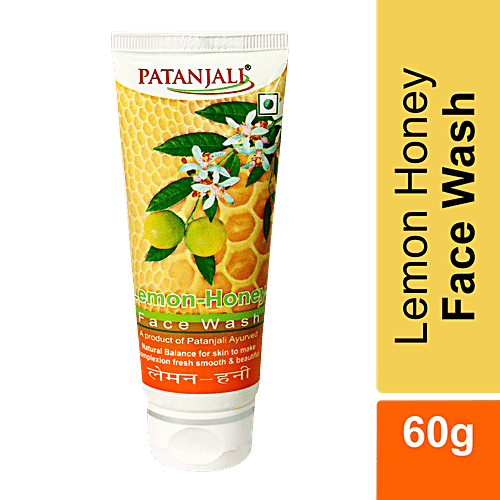 PATANJALI®
Lemon-Honey
Face Wash
A product of Patanjali Ayurved
Natural Balance for skin to make
complexion fresh smooth & beautiful
लेमन-हनी
Lemon Honey
Face Wash
60g